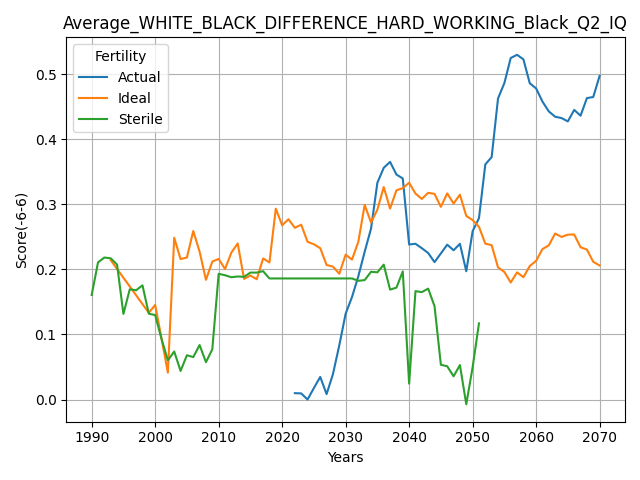 Average_WHITE_BLACK_DIFFERENCE_HARD_WORKING_Black_Q2_IQ
Fertility
Actual
Ideal
Sterile
Score(-6-6)
0.5
0.4
0.3
0.2
0.1
0.0
1990 2000 2010 2020 2030 2040 2050 2060 2070
Years